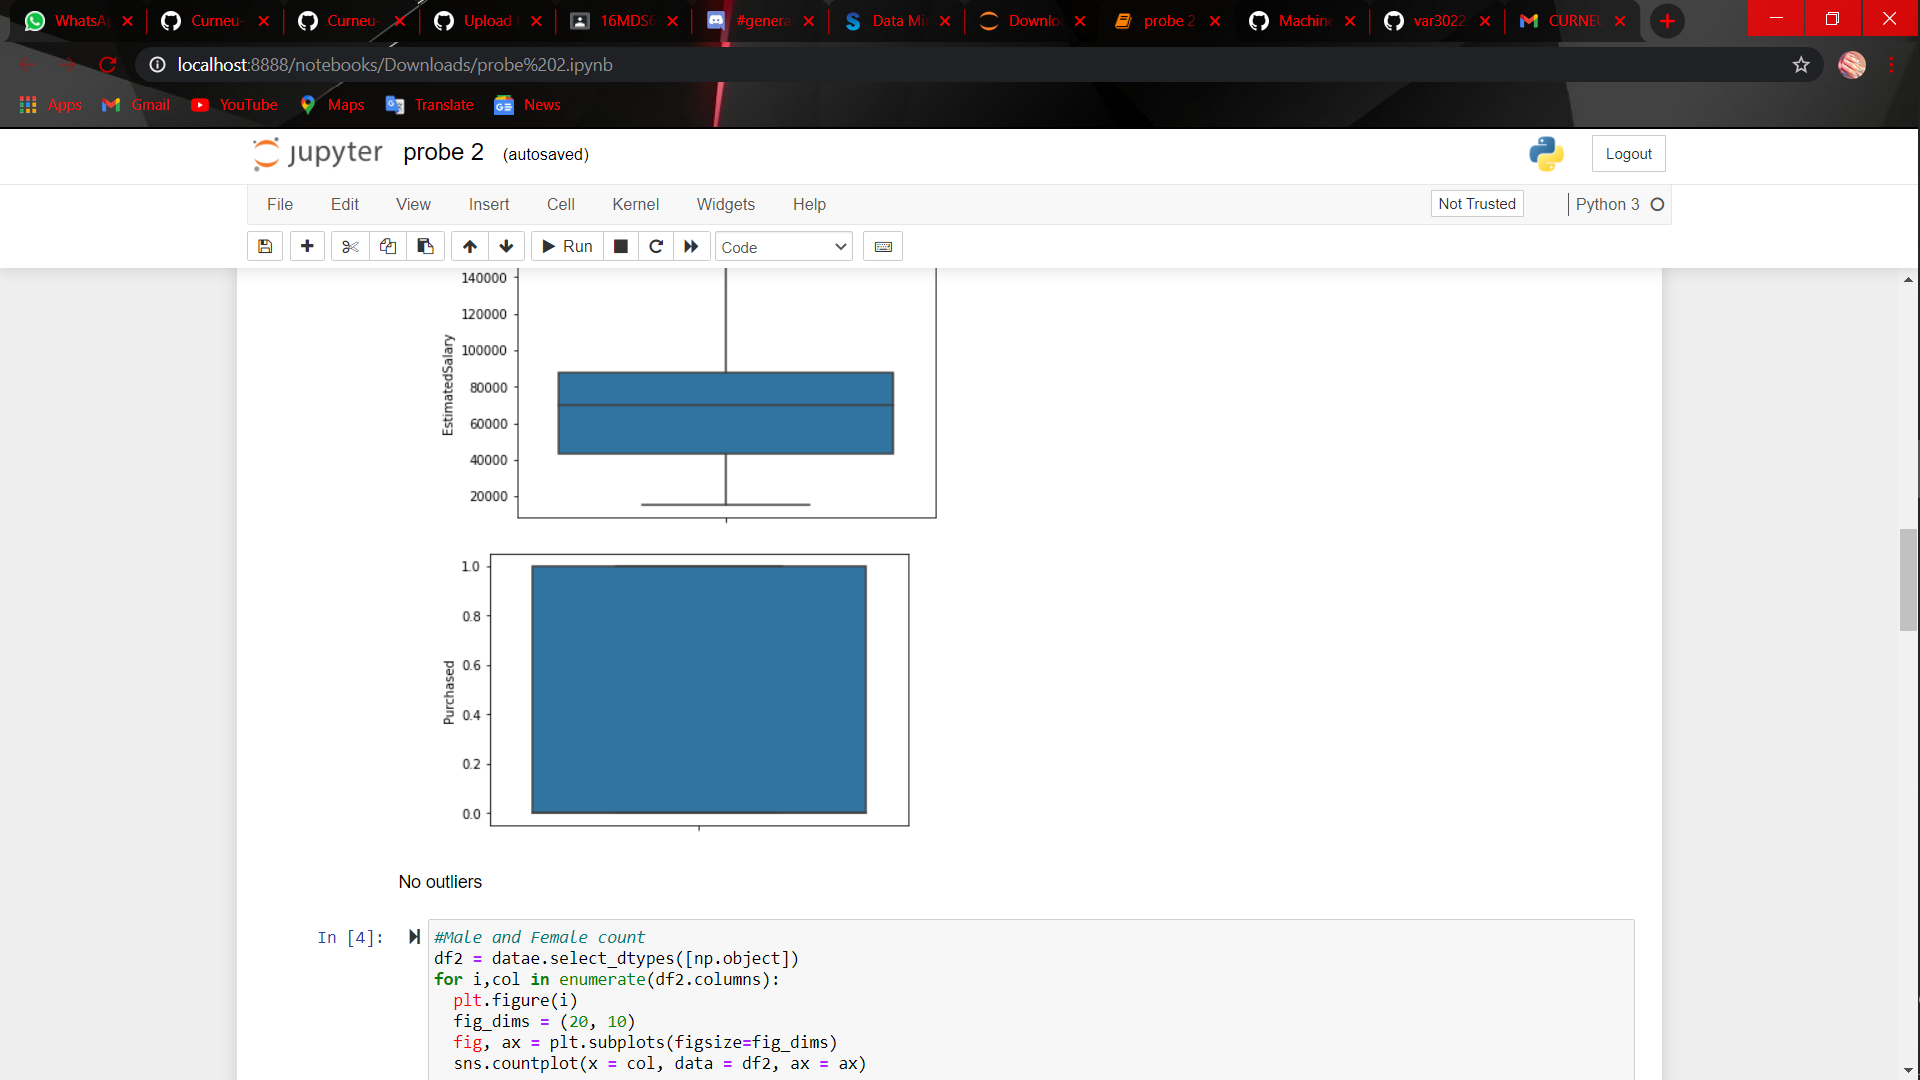 WhatsAp Curneu- Curneu- Upload 16MDS6 #genera Data Mi Downlo probe 2 Machine var3022 CURNEU
localhost:8888/notebooks/Downloads/probe%202.ipynb
Apps Gmail YouTube Maps Translate News
jupyter probe 2 (autosaved) Logout
File Edit View Insert Cell Kernel Widgets Help Not Trusted Python 3
Run Code
140000
120000
100000
80000
60000
40000
20000
EstimatedSalary
1.0
0.8
0.6
0.4
0.2
0.0
Purchased
No outliers
In [4]:
#Male and Female count
df2 = datae.select_dtypes([np.object])
for i,col in enumerate(df2.columns):
  plt.figure(i)
  fig_dims = (20, 10)
  fig, ax = plt.subplots(figsize=fig_dims)
  sns.countplot(x = col, data = df2, ax = ax)